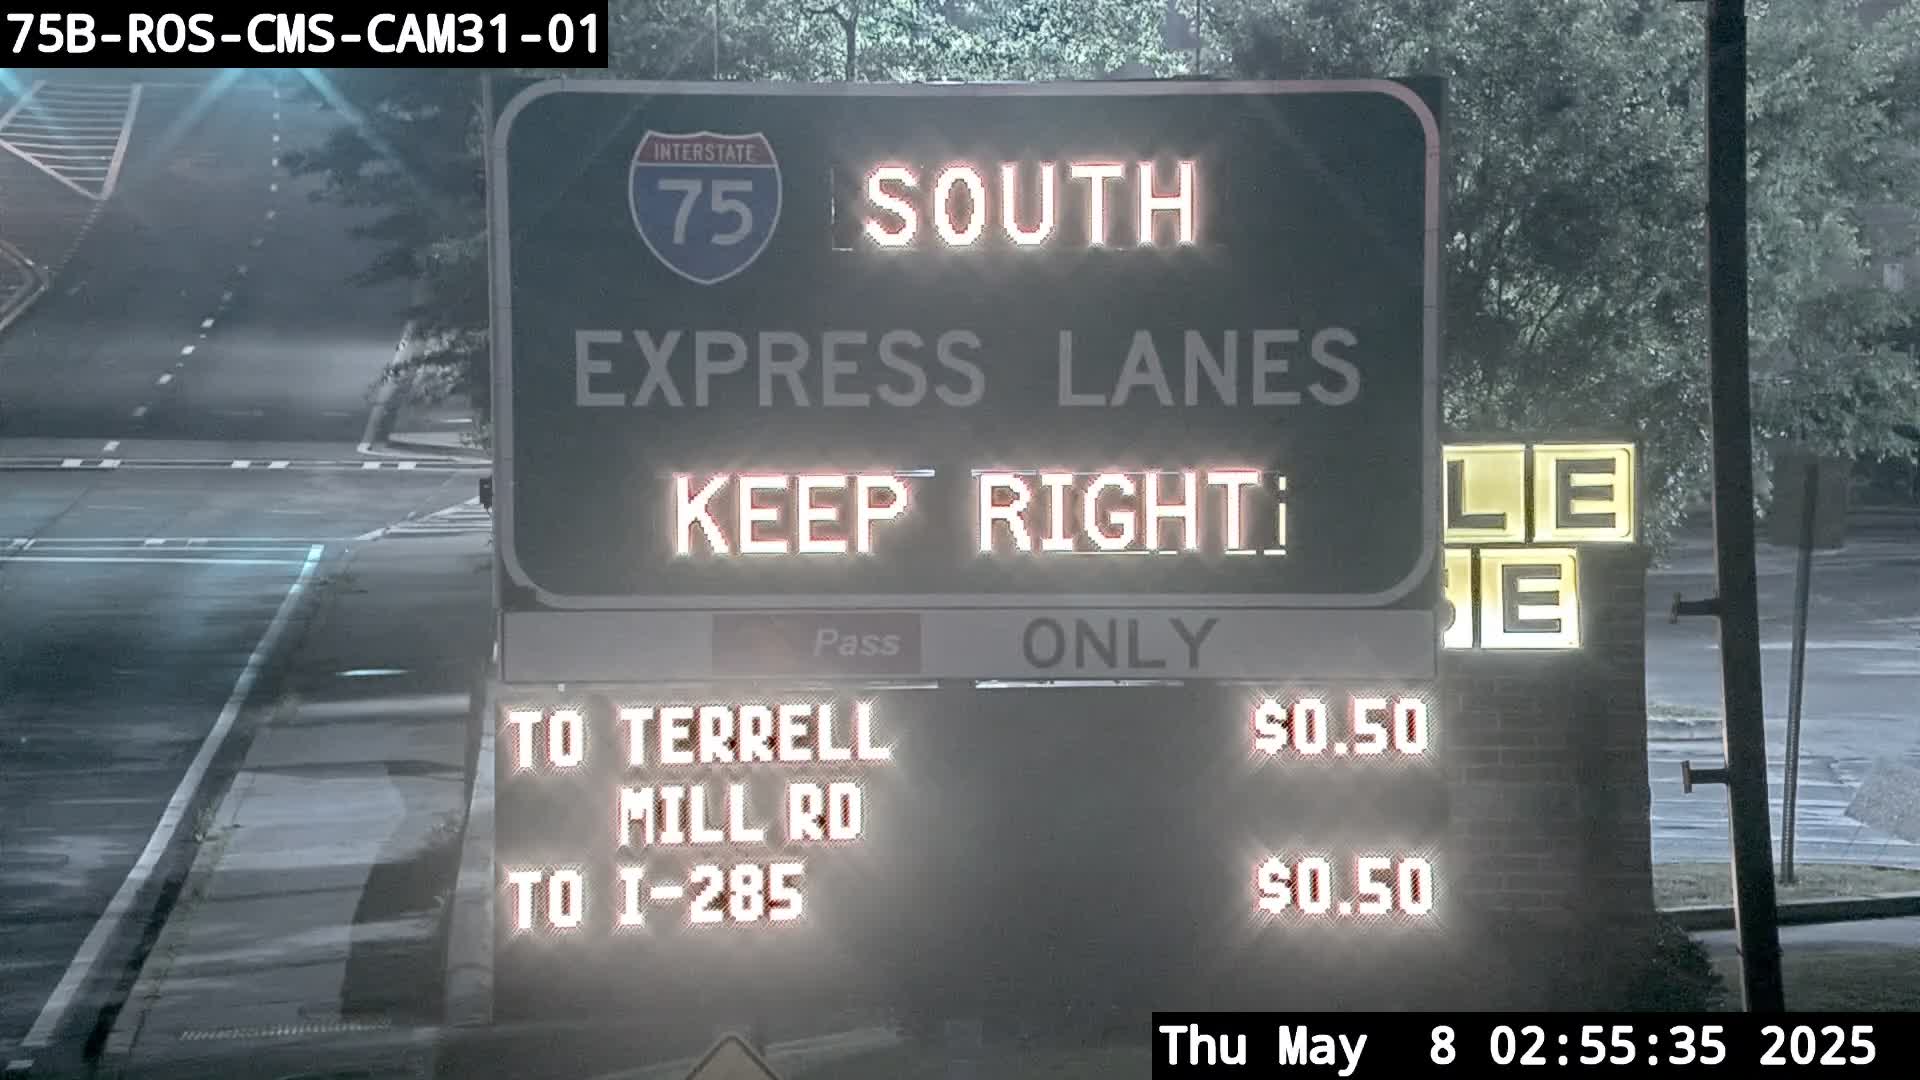 75B-ROS-CMS-CAM31-01
INTERSTATE
75
SOUTH
EXPRESS LANES
KEEP RIGHT
Pass ONLY
TO TERRELL $0.50
MILL RD
TO I-285 $0.50
LE
E
Thu May 8 02:55:35 2025